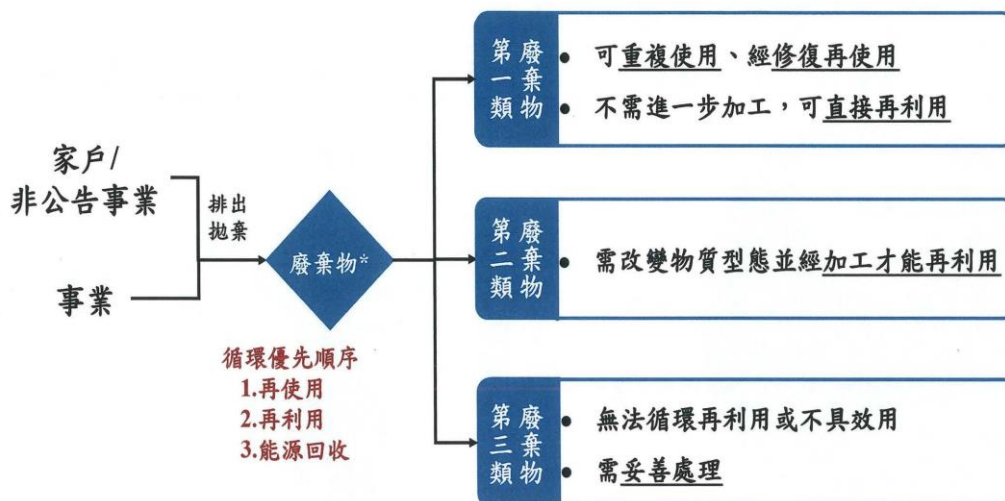 家戶/
非公告事業
事業
排出
拋棄
廢棄物*
循環優先順序
1.再使用
2.再利用
3.能源回收
第一類廢棄物
• 可重複使用、經修復再使用
• 不需進一步加工，可直接再利用
第二類廢棄物
• 需改變物質型態並經加工才能再利用
第三類廢棄物
• 無法循環再利用或不具效用
• 需妥善處理